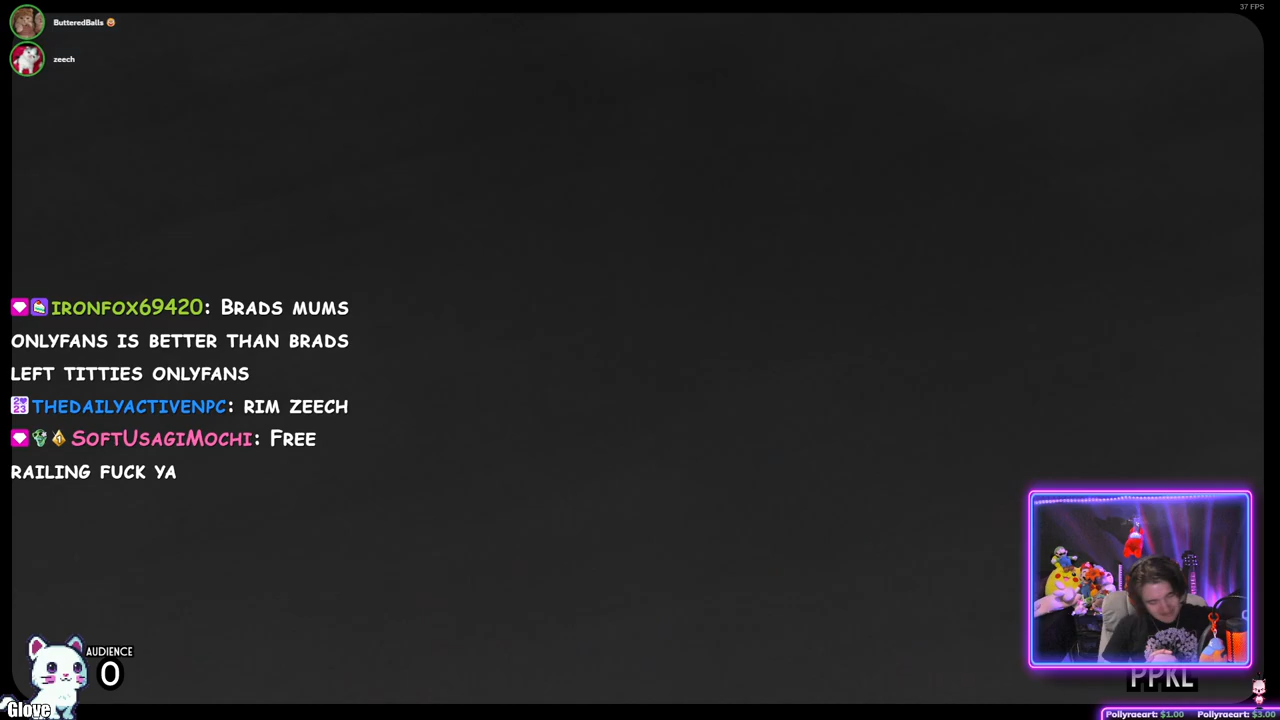 37 FPS
ButteredBalls
zeech
IRONFOX69420: BRADS MUMS
ONLYFANS IS BETTER THAN BRADS
LEFT TITTIES ONLYFANS
THEDAILYACTIVENPC: RIM ZEECH
SOFTUSAGIMOCHI: FREE
RAILING FUCK YA
AUDIENCE
0
Glove
PPKL
Pollyraeart: $1.00 Pollyraeart: $3.00